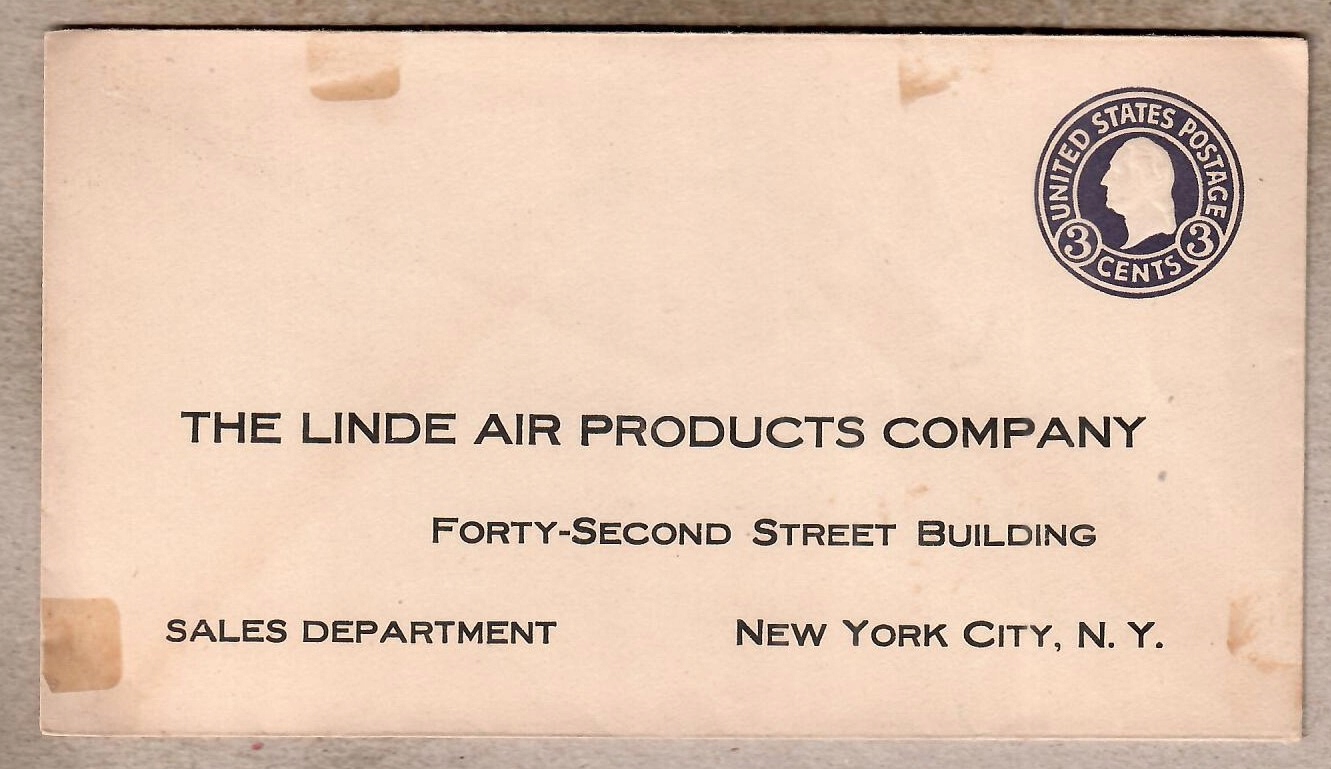 UNITED STATES POSTAGE
3 CENTS 3
THE LINDE AIR PRODUCTS COMPANY
FORTY-SECOND STREET BUILDING
SALES DEPARTMENT NEW YORK CITY, N. Y.